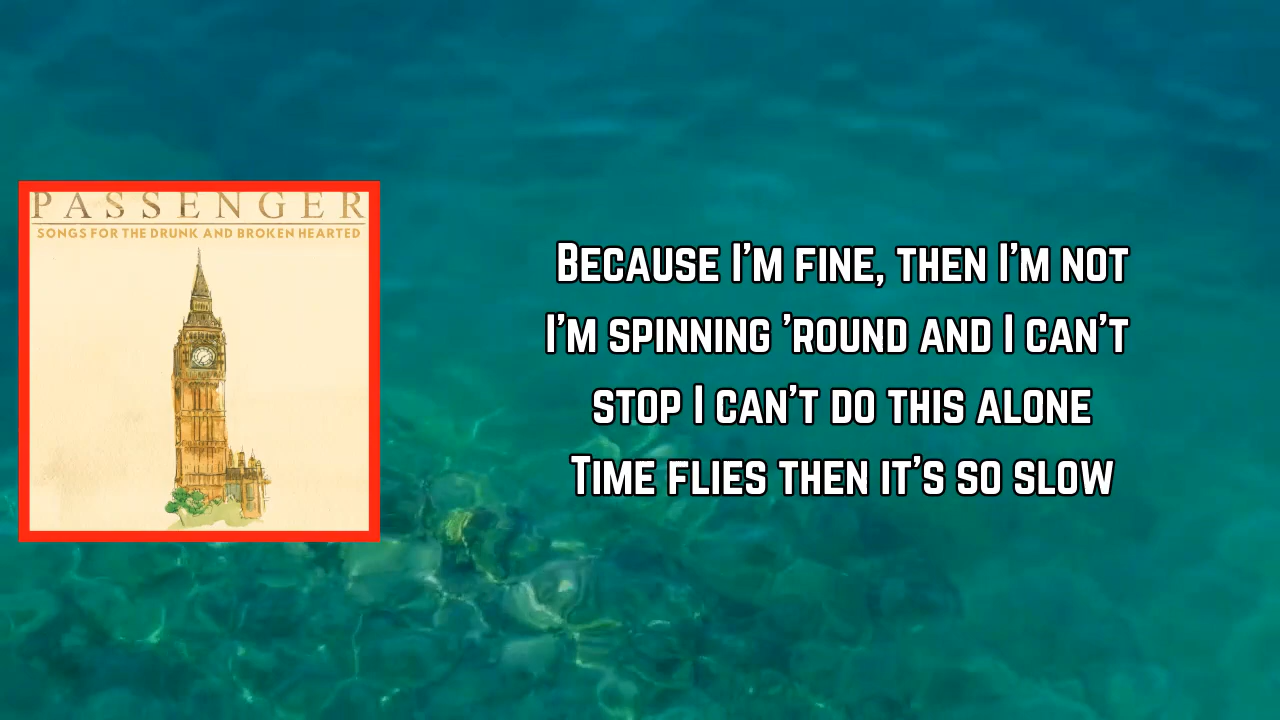 PASSENGER
SONGS FOR THE DRUNK AND BROKEN HEARTED
Because I'm fine, then I'm not
I'm spinning 'round and I can't
stop I can't do this alone
Time flies then it's so slow